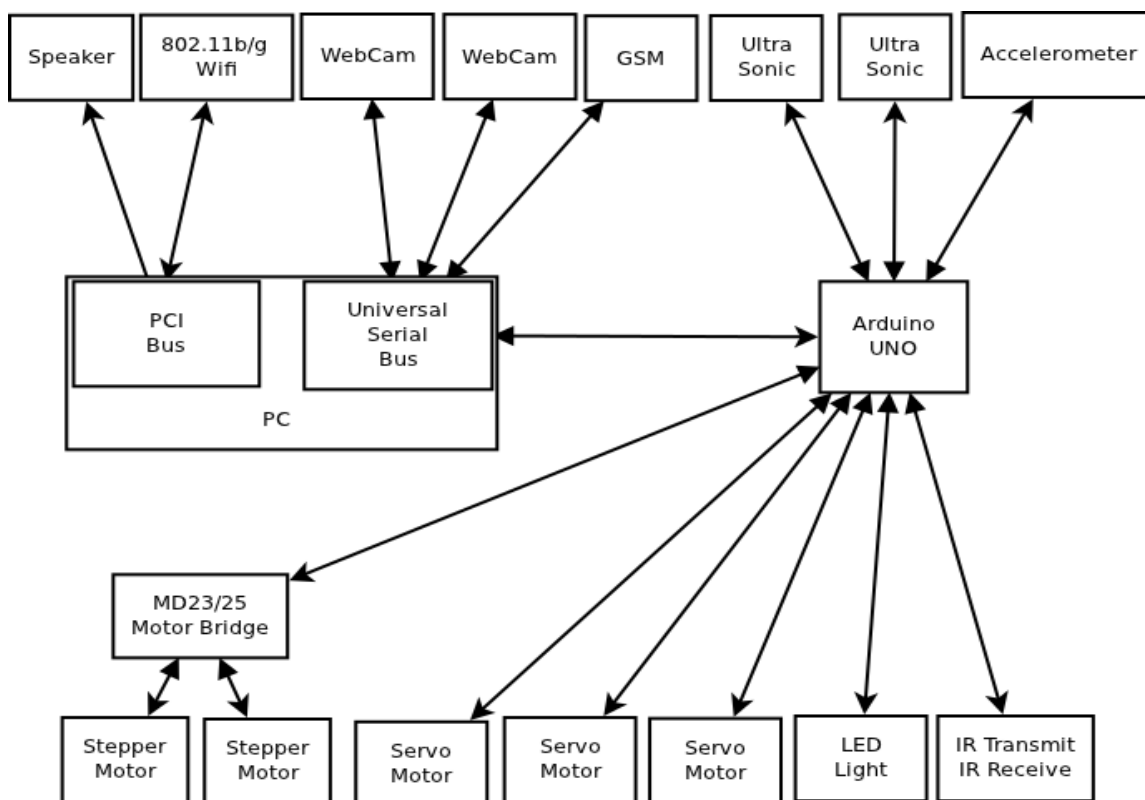 Speaker
802.11b/g
Wifi
WebCam
WebCam
GSM
Ultra
Sonic
Ultra
Sonic
Accelerometer
PCI
Bus
Universal
Serial
Bus
PC
Arduino
UNO
MD23/25
Motor Bridge
Stepper
Motor
Stepper
Motor
Servo
Motor
Servo
Motor
Servo
Motor
LED
Light
IR Transmit
IR Receive